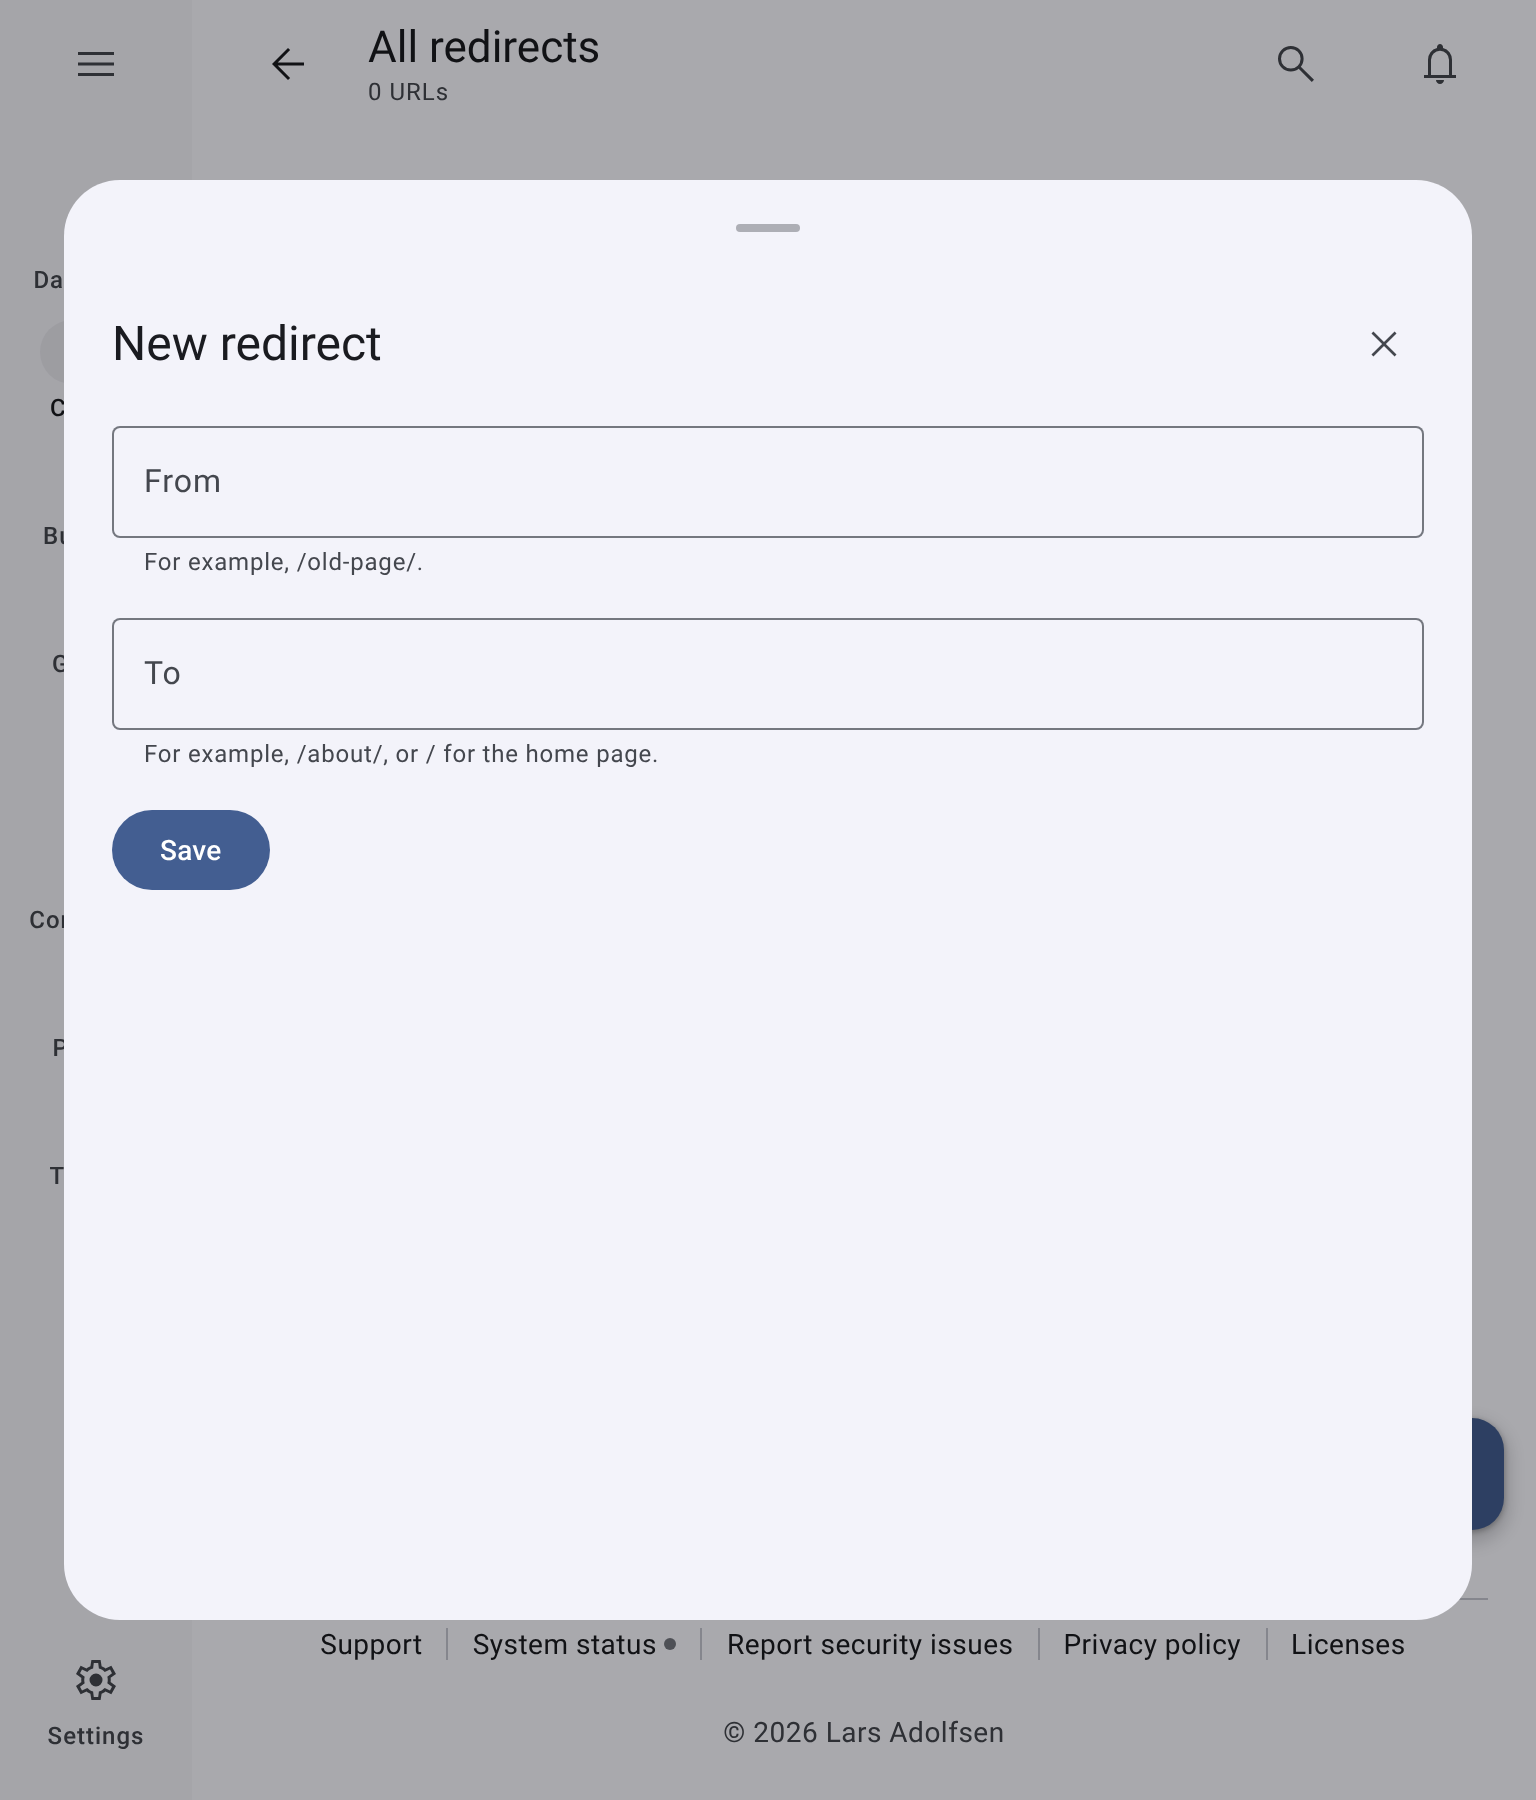 All redirects
0 URLs
New redirect
From
For example, /old-page/.
To
For example, /about/, or / for the home page.
Save
Support
System status
Report security issues
Privacy policy
Licenses
Settings
© 2026 Lars Adolfsen